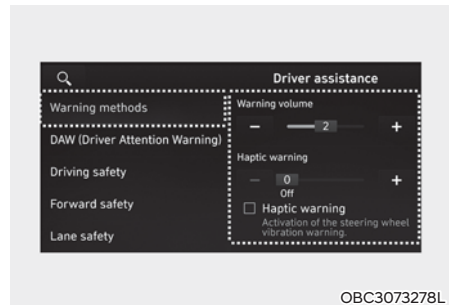 Driver assistance
Warning methods
DAW (Driver Attention Warning)
Driving safety
Forward safety
Lane safety
Warning volume
− 2 +
Haptic warning
− 0 +
Off
Haptic warning
Activation of the steering wheel
vibration warning.
OBC3073278L